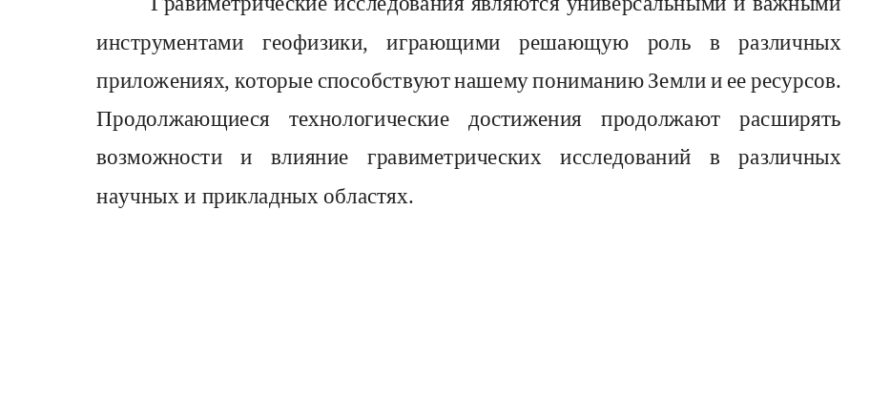 Гравиметрические исследования являются универсальными и важными
инструментами геофизики, играющими решающую роль в различных
приложениях, которые способствуют нашему пониманию Земли и ее ресурсов.
Продолжающиеся технологические достижения продолжают расширять
возможности и влияние гравиметрических исследований в различных
научных и прикладных областях.